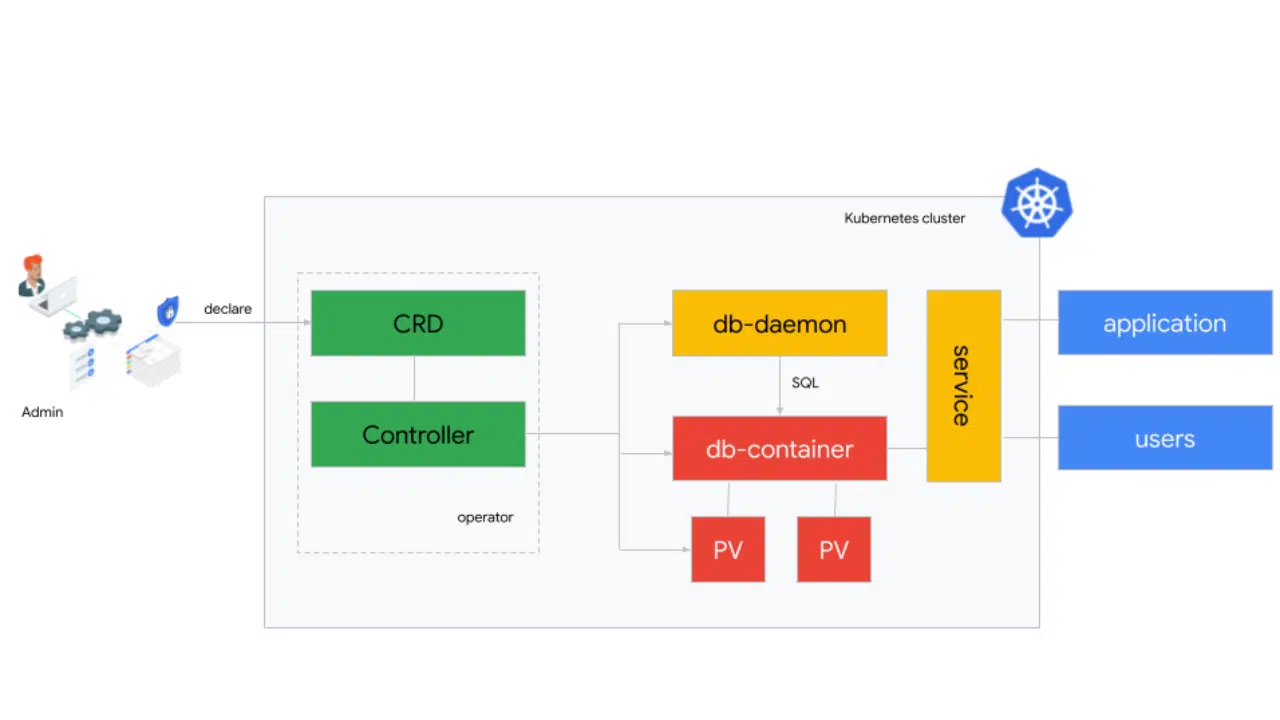 Kubernetes cluster
declare
Admin
CRD
Controller
operator
db-daemon
SQL
db-container
PV
PV
service
application
users